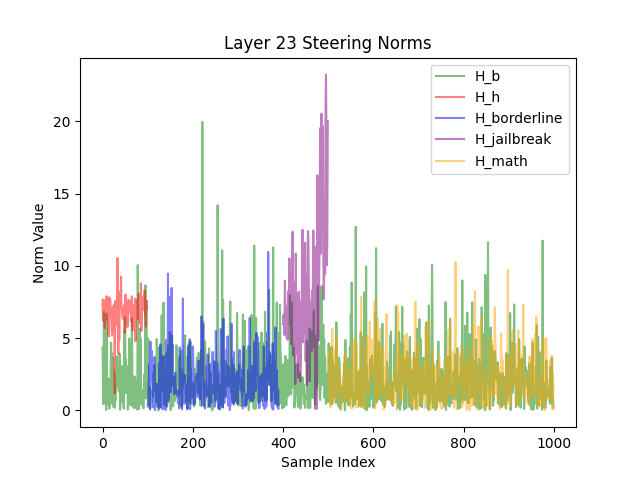 Layer 23 Steering Norms
H_b
H_h
H_borderline
H_jailbreak
H_math
Norm Value
20
15
10
5
0
0 200 400 600 800 1000
Sample Index